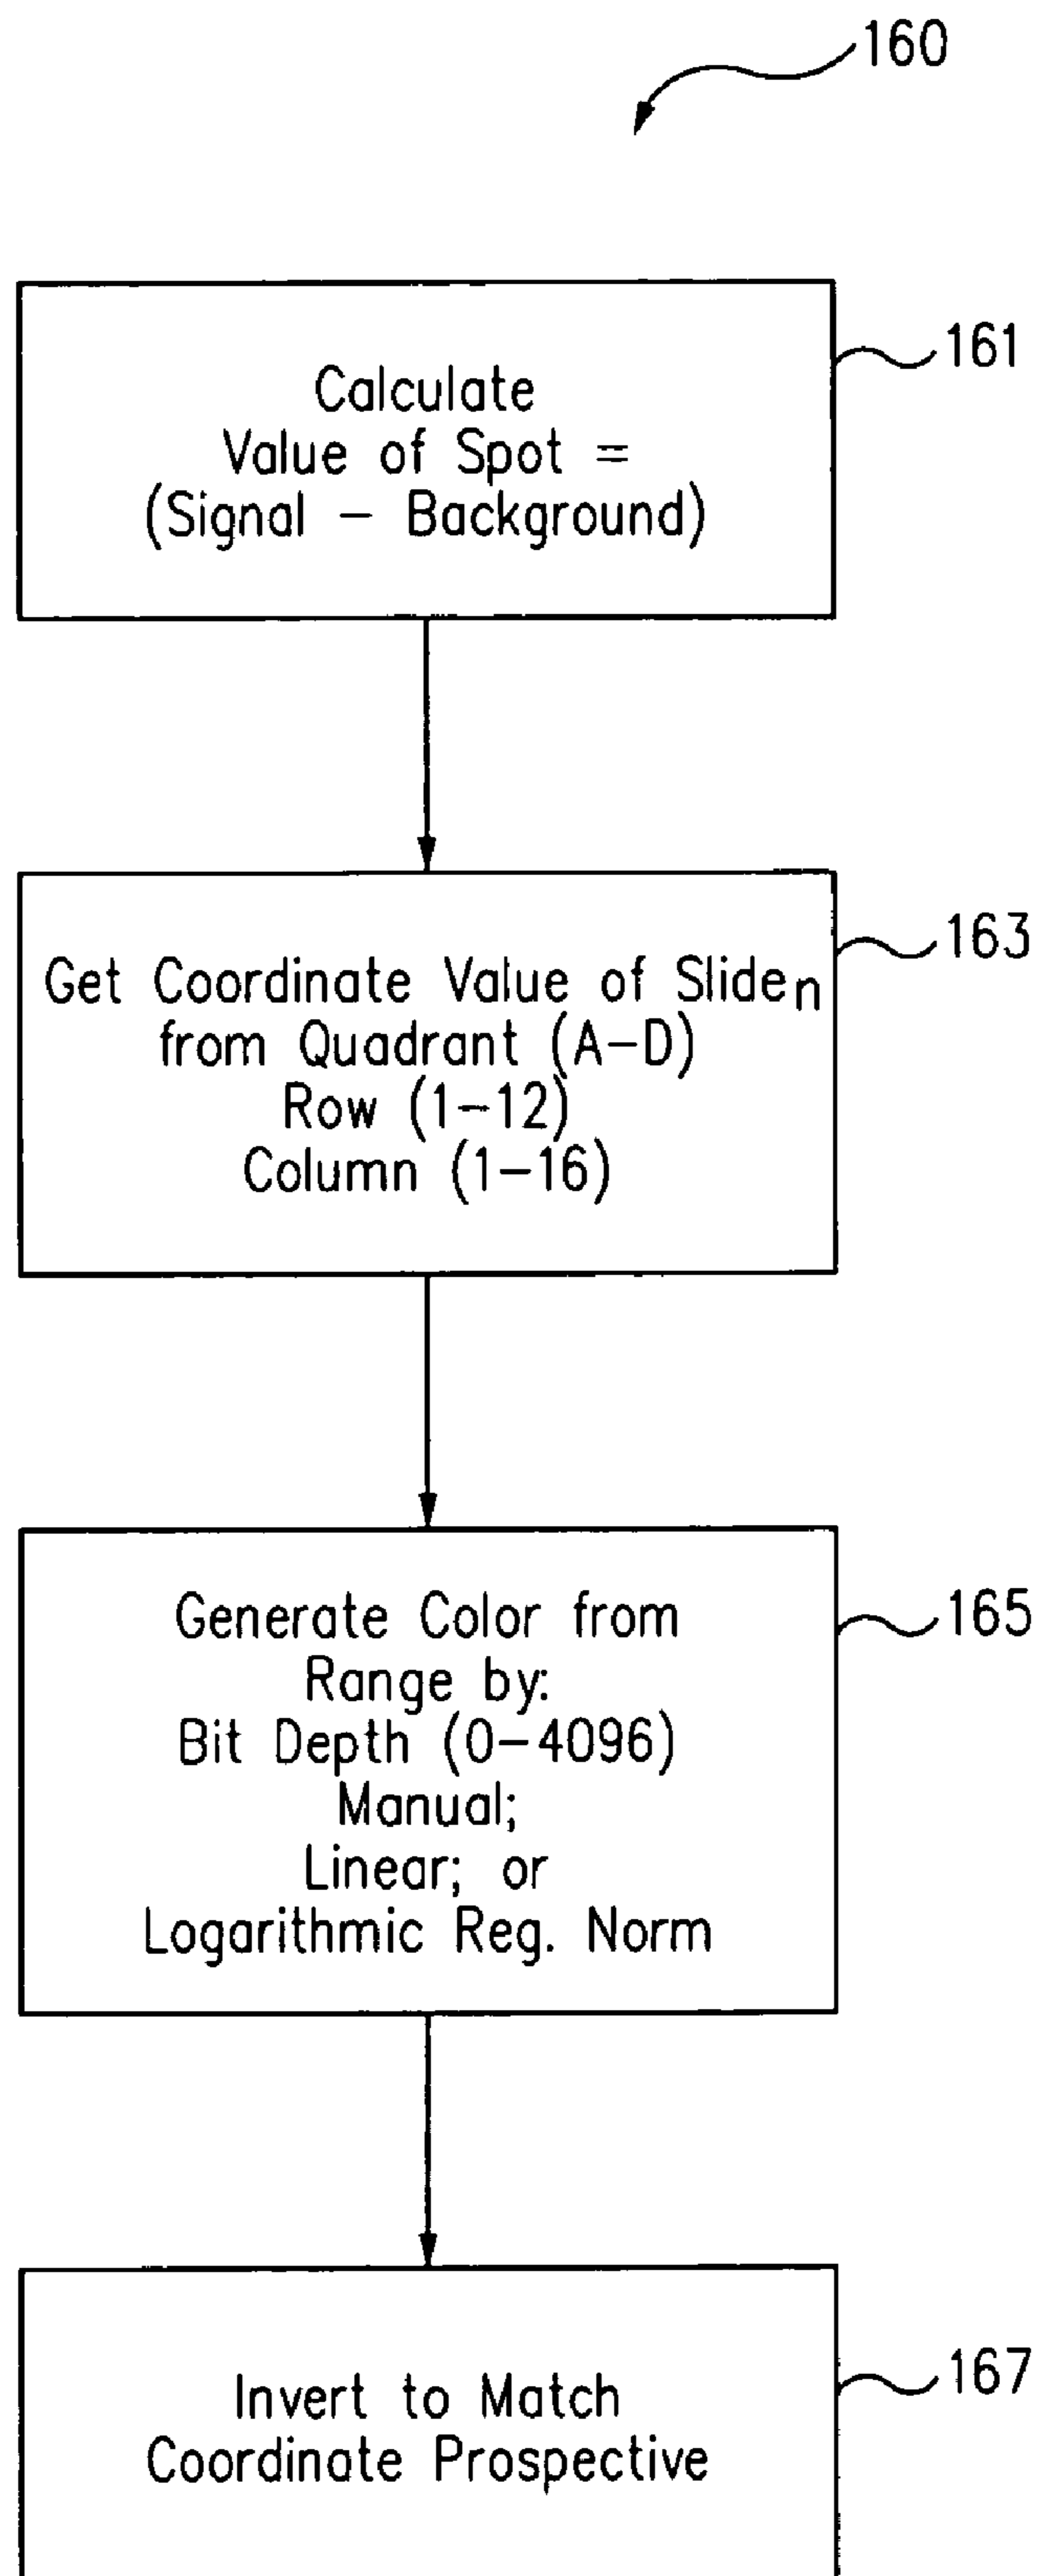 160
161
Calculate
Value of Spot =
(Signal - Background)
163
Get Coordinate Value of Sliden
from Quadrant (A-D)
Row (1-12)
Column (1-16)
165
Generate Color from
Range by:
Bit Depth (0-4096)
Manual;
Linear; or
Logarithmic Reg. Norm
167
Invert to Match
Coordinate Prospective